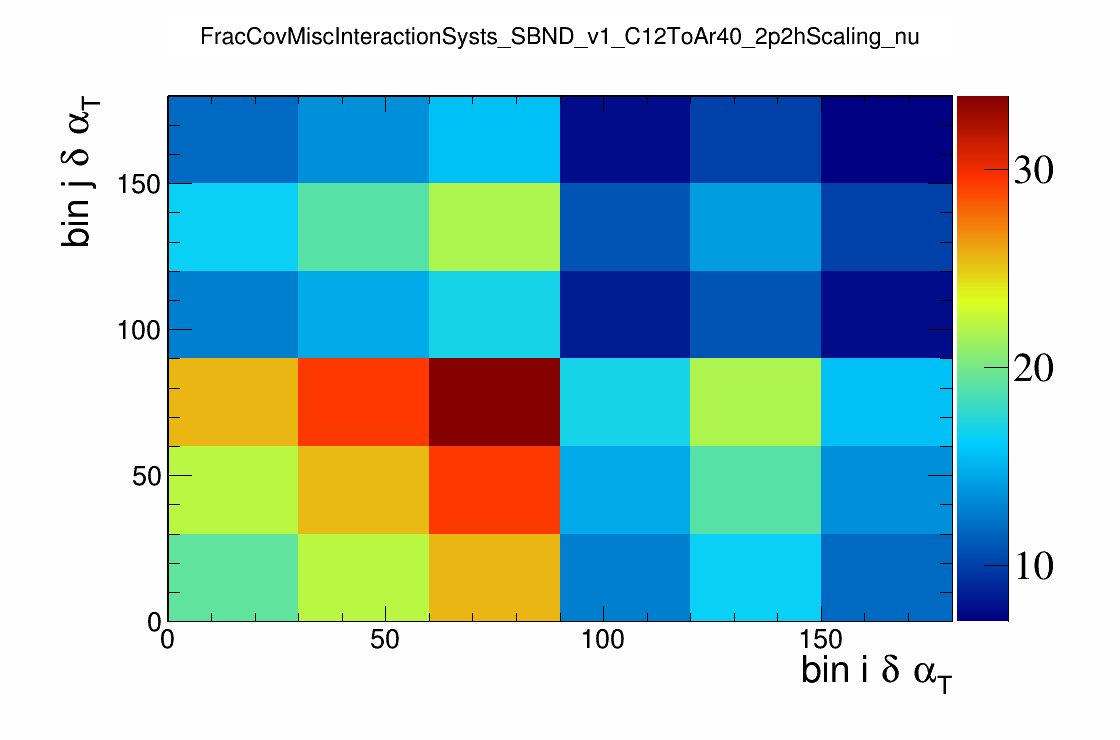 FracCovMiscInteractionSysts_SBND_v1_C12ToAr40_2p2hScaling_nu
bin j δ α_T
150
100
50
0
0 50 100 150
bin i δ α_T
30
20
10